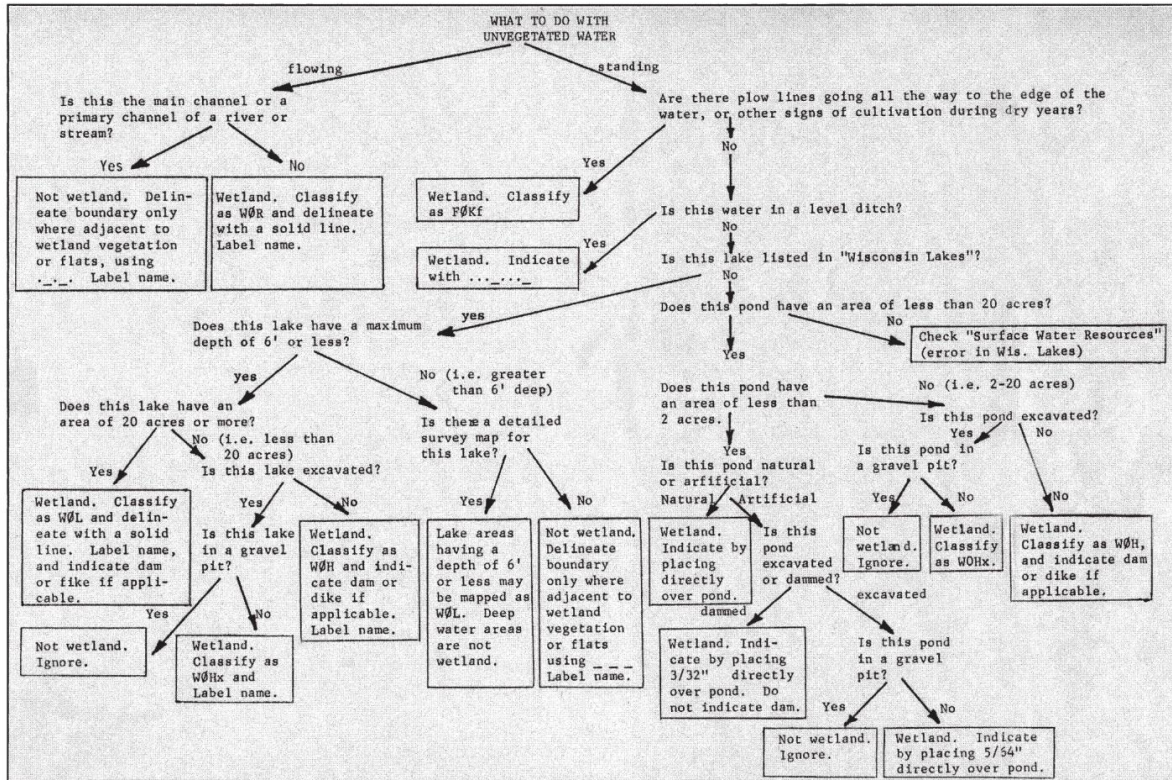 WHAT TO DO WITH
UNVEGETATED WATER
flowing
standing
Is this the main channel or a
primary channel of a river or
stream?
Yes
No
Not wetland. Delin-
eate boundary only
where adjacent to
wetland vegetation
or flats, using
._._. Label name.
Wetland. Classify
as WØR and delineate
with a solid line.
Label name.
Are there plow lines going all the way to the edge of the
water, or other signs of cultivation during dry years?
Yes
No
Wetland. Classify
as FØKf
Is this water in a level ditch?
Yes
No
Wetland. Indicate
with ..._..._
Is this lake listed in "Wisconsin Lakes"?
yes
No
Does this lake have a maximum
depth of 6' or less?
yes
No (i.e. greater
than 6' deep)
Does this lake have an
area of 20 acres or more?
Yes
No (i.e. less than
20 acres)
Wetland. Classify
as WØL and delin-
eate with a solid
line. Label name,
and indicate dam
or fike if appli-
cable.
Is this lake excavated?
Yes
No
Is this lake
in a gravel
pit?
Yes
No
Not wetland.
Ignore.
Wetland.
Classify as
WØHx and
Label name.
Wetland.
Classify as
WØH and indi-
cate dam or
dike if
applicable.
Label name.
Is there a detailed
survey map for
this lake?
Yes
No
Lake areas
having a
depth of 6'
or less may
be mapped as
WØL. Deep
water areas
are not
wetland.
Not wetland.
Delineate
boundary
only where
adjacent to
wetland
vegetation
or flats
using _ _ _
Label name.
Does this pond have an area of less than 20 acres?
No
Yes
Check "Surface Water Resources"
(error in Wis. Lakes)
Does this pond have
an area of less than
2 acres.
No (i.e. 2-20 acres)
Yes
Is this pond natural
or arificial?
Natural
Artificial
Wetland.
Indicate by
placing
directly
over pond.
Is this
pond
excavated
or dammed?
dammed
excavated
Wetland. Indi-
cate by placing
3/32" directly
over pond. Do
not indicate dam.
Is this pond
in a gravel
pit?
Yes
No
Not wetland.
Ignore.
Wetland. Indicate
by placing 5/64"
directly over pond.
Is this pond excavated?
Yes
No
Is this pond in
a gravel pit?
Yes
No
Not
wetland.
Ignore.
Wetland.
Classify
as WOHx.
Wetland.
Classify as WØH,
and indicate dam
or dike if
applicable.